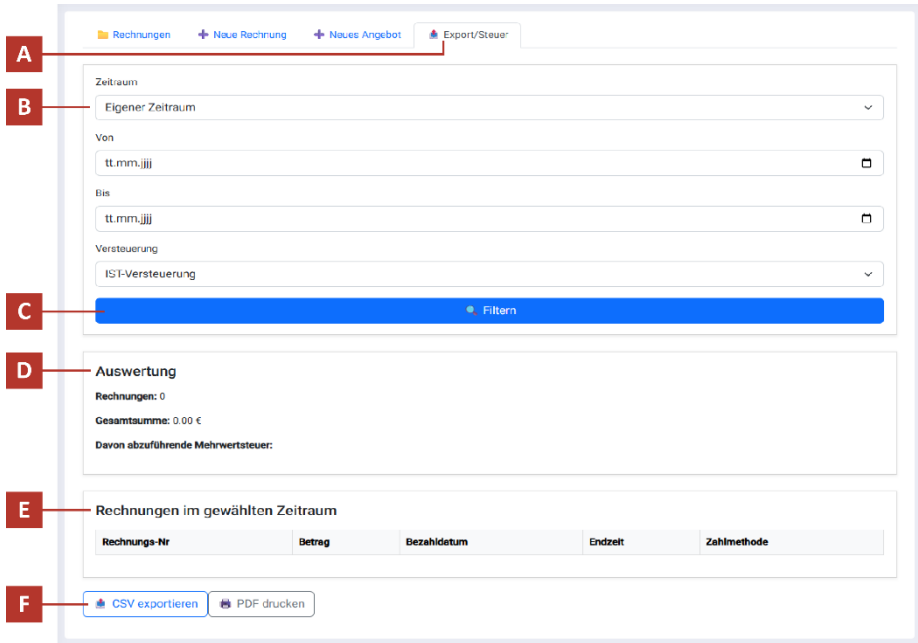 Rechnungen Neue Rechnung Neues Angebot Export/Steuer
A
Zeitraum
B
Eigener Zeitraum
Von
tt.mm.jjjj
Bis
tt.mm.jjjj
Versteuerung
IST-Versteuerung
C
Filtern
D
Auswertung
Rechnungen: 0
Gesamtsumme: 0.00 €
Davon abzuführende Mehrwertsteuer:
E
Rechnungen im gewählten Zeitraum
Rechnungs-Nr Betrag Bezahldatum Endzeit Zahlmethode
F
CSV exportieren PDF drucken